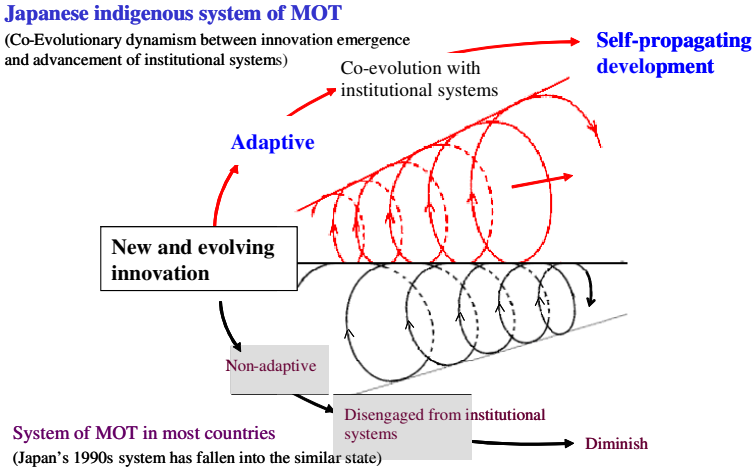 Japanese indigenous system of MOT
(Co-Evolutionary dynamism between innovation emergence
and advancement of institutional systems)
Self-propagating
development
Co-evolution with
institutional systems
Adaptive
New and evolving
innovation
Non-adaptive
Disengaged from institutional
systems
System of MOT in most countries
Diminish
(Japan's 1990s system has fallen into the similar state)